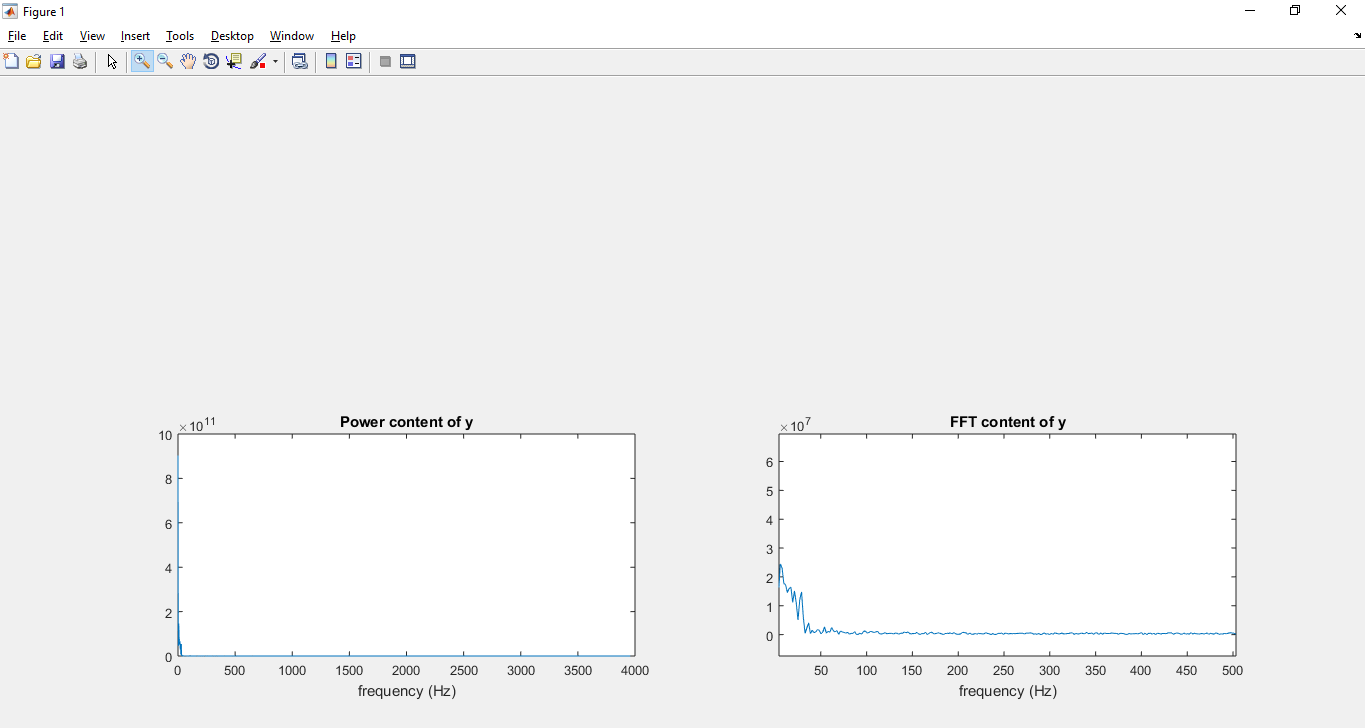 Figure 1
File Edit View Insert Tools Desktop Window Help
Power content of y
×10^11
10
8
6
4
2
0
0 500 1000 1500 2000 2500 3000 3500 4000
frequency (Hz)
FFT content of y
×10^7
6
5
4
3
2
1
0
50 100 150 200 250 300 350 400 450 500
frequency (Hz)